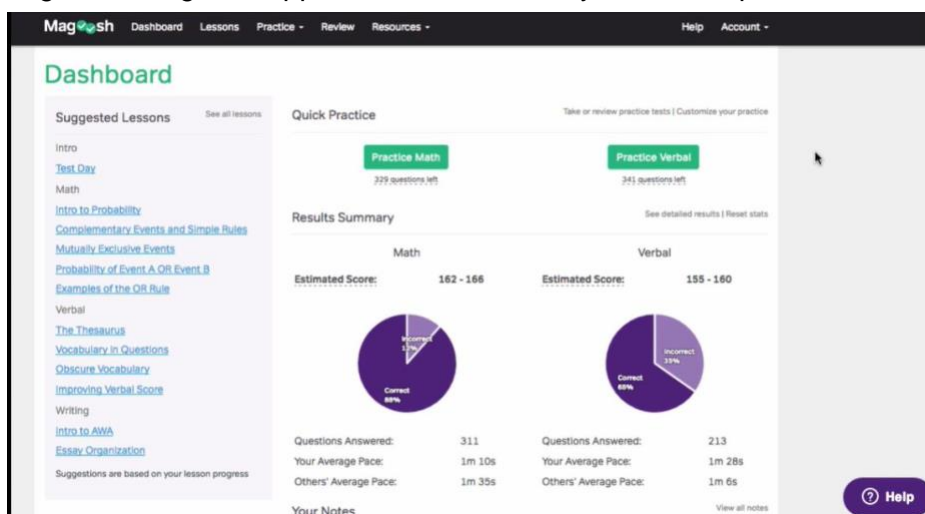 Magoosh Dashboard Lessons Practice - Review Resources - Help Account -
Dashboard
Suggested Lessons See all lessons
Intro
Test Day
Math
Intro to Probability
Complementary Events and Simple Rules
Mutually Exclusive Events
Probability of Event A OR Event B
Examples of the OR Rule
Verbal
The Thesaurus
Vocabulary in Questions
Obscure Vocabulary
Improving Verbal Score
Writing
Intro to AWA
Essay Organization
Suggestions are based on your lesson progress
Quick Practice Take or review practice tests | Customize your practice
Practice Math Practice Verbal
329 questions left 341 questions left
Results Summary See detailed results | Reset stats
Math Verbal
Estimated Score: 162 - 166 Estimated Score: 155 - 160
Incorrect
Correct
88%
Incorrect
Correct
Questions Answered: 311 Questions Answered: 213
Your Average Pace: 1m 10s Your Average Pace: 1m 28s
Others' Average Pace: 1m 35s Others' Average Pace: 1m 6s
Your Notes View all notes
Help